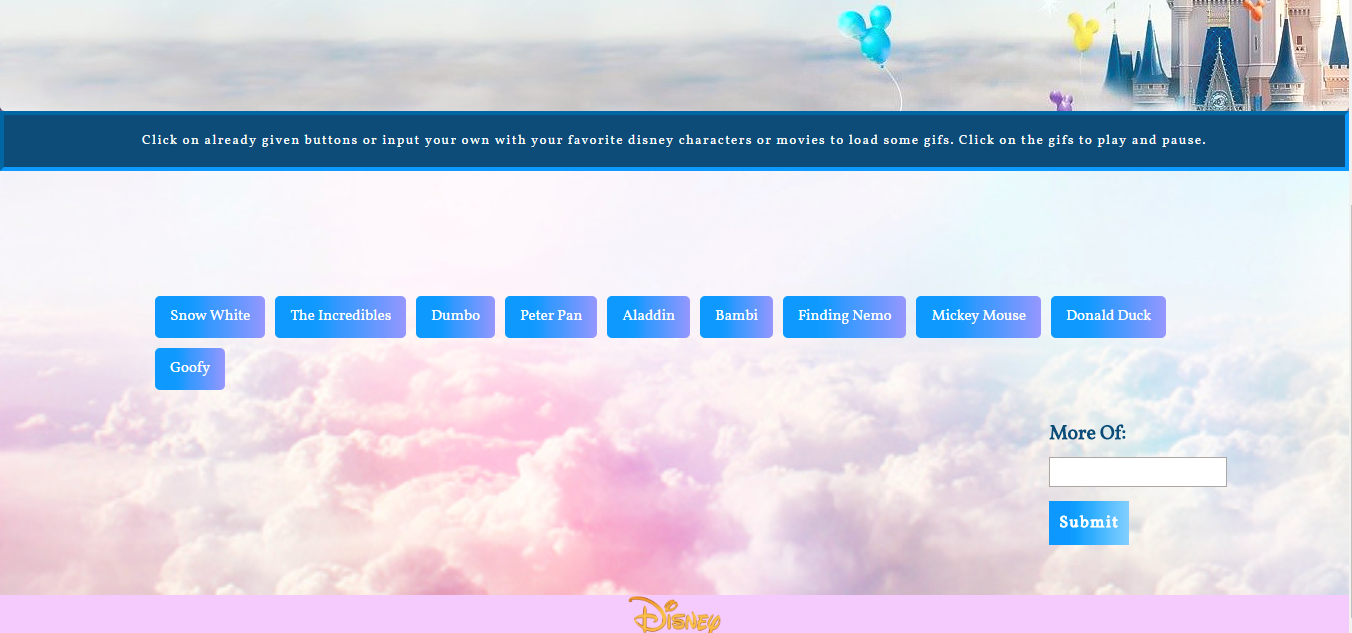 Click on already given buttons or input your own with your favorite disney characters or movies to load some gifs. Click on the gifs to play and pause.
Snow White The Incredibles Dumbo Peter Pan Aladdin Bambi Finding Nemo Mickey Mouse Donald Duck
Goofy
More Of:
Submit
Disney